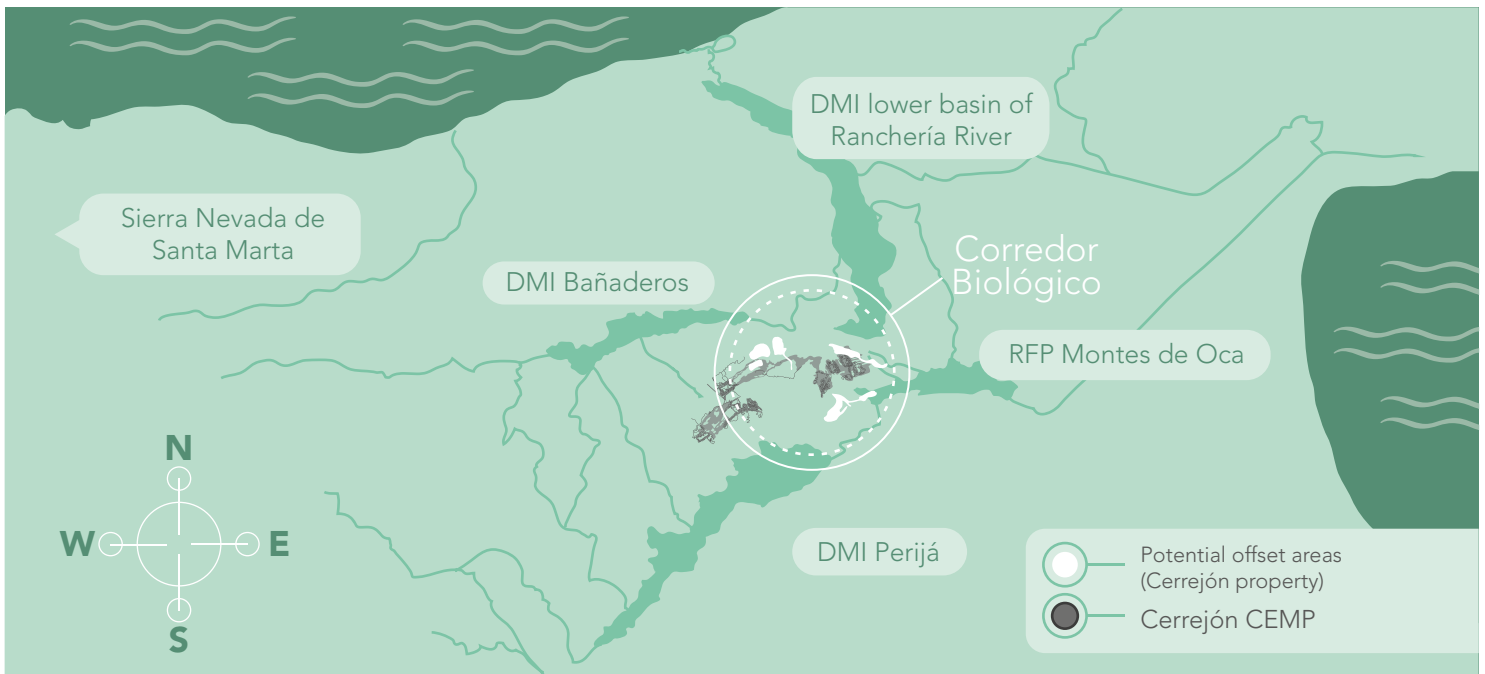 DMI lower basin of
Ranchería River
Sierra Nevada de
Santa Marta
Corredor
Biológico
DMI Bañaderos
RFP Montes de Oca
N
W
E
S
DMI Perijá
Potential offset areas
(Cerrejón property)
Cerrejón CEMP